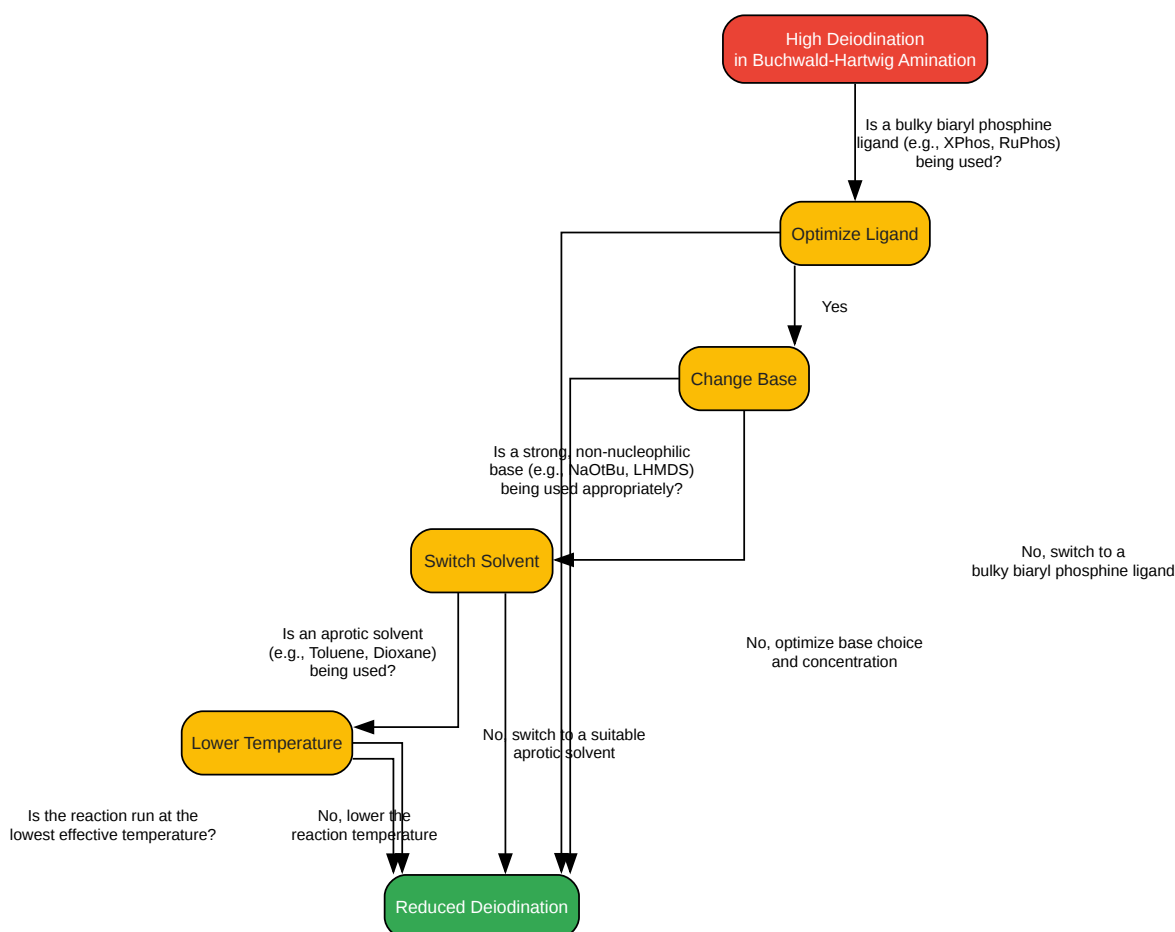 High Deiodination
in Buchwald-Hartwig Amination
Is a bulky biaryl phosphine
ligand (e.g., XPhos, RuPhos)
being used?
Optimize Ligand
Yes
Change Base
Is a strong, non-nucleophilic
base (e.g., NaOtBu, LHMDS)
being used appropriately?
Switch Solvent
No, switch to a
bulky biaryl phosphine ligand
Is an aprotic solvent
(e.g., Toluene, Dioxane)
being used?
No, optimize base choice
and concentration
Lower Temperature
No, switch to a suitable
aprotic solvent
Is the reaction run at the
lowest effective temperature?
No, lower the
reaction temperature
Reduced Deiodination